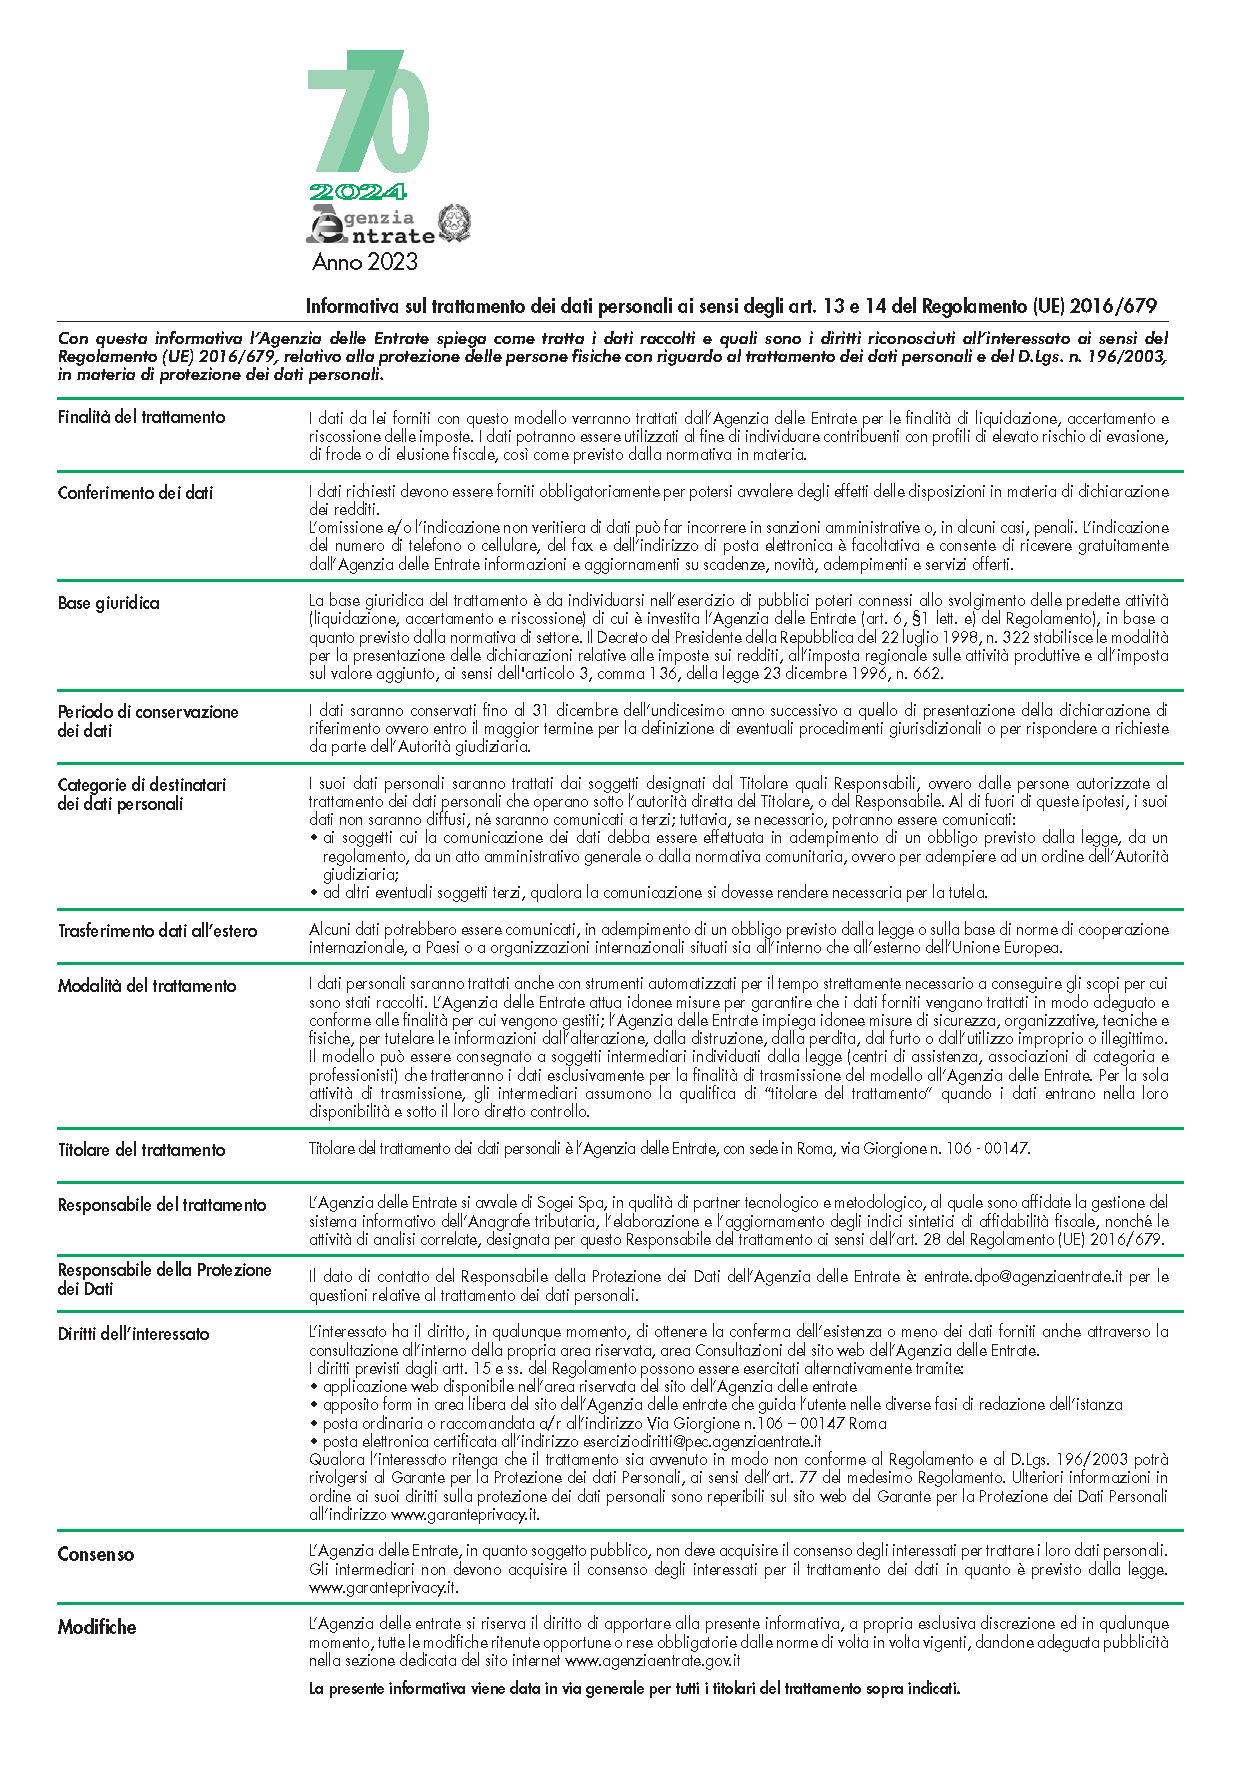 770
2024
Agenzia
Entrate
Anno 2023
Informativa sul trattamento dei dati personali ai sensi degli art. 13 e 14 del Regolamento (UE) 2016/679
Con questa informativa l’Agenzia delle Entrate spiega come tratta i dati raccolti e quali sono i diritti riconosciuti all’interessato ai sensi del
Regolamento (UE) 2016/679, relativo alla protezione delle persone fisiche con riguardo al trattamento dei dati personali e del D.Lgs. n. 196/2003,
in materia di protezione dei dati personali.
Finalità del trattamento
I dati da lei forniti con questo modello verranno trattati dall’Agenzia delle Entrate per le finalità di liquidazione, accertamento e
riscossione delle imposte. I dati potranno essere utilizzati al fine di individuare contribuenti con profili di elevato rischio di evasione,
di frode o di elusione fiscale, così come previsto dalla normativa in materia.
Conferimento dei dati
I dati richiesti devono essere forniti obbligatoriamente per potersi avvalere degli effetti delle disposizioni in materia di dichiarazione
dei redditi.
L’omissione e/o l’indicazione non veritiera di dati può far incorrere in sanzioni amministrative o, in alcuni casi, penali. L’indicazione
del numero di telefono o cellulare, del fax e dell’indirizzo di posta elettronica è facoltativa e consente di ricevere gratuitamente
dall’Agenzia delle Entrate informazioni e aggiornamenti su scadenze, novità, adempimenti e servizi offerti.
Base giuridica
La base giuridica del trattamento è da individuarsi nell’esercizio di pubblici poteri connessi allo svolgimento delle predette attività
(liquidazione, accertamento e riscossione) di cui è investita l’Agenzia delle Entrate (art. 6, §1 lett. e) del Regolamento), in base a
quanto previsto dalla normativa di settore. Il Decreto del Presidente della Repubblica del 22 luglio 1998, n. 322 stabilisce le modalità
per la presentazione delle dichiarazioni relative alle imposte sui redditi, all’imposta regionale sulle attività produttive e all’imposta
sul valore aggiunto, ai sensi dell'articolo 3, comma 136, della legge 23 dicembre 1996, n. 662.
Periodo di conservazione
dei dati
I dati saranno conservati fino al 31 dicembre dell’undicesimo anno successivo a quello di presentazione della dichiarazione di
riferimento ovvero entro il maggior termine per la definizione di eventuali procedimenti giurisdizionali o per rispondere a richieste
da parte dell’Autorità giudiziaria.
Categorie di destinatari
dei dati personali
I suoi dati personali saranno trattati dai soggetti designati dal Titolare quali Responsabili, ovvero dalle persone autorizzate al
trattamento dei dati personali che operano sotto l’autorità diretta del Titolare, o del Responsabile. Al di fuori di queste ipotesi, i suoi
dati non saranno diffusi, né saranno comunicati a terzi; tuttavia, se necessario, potranno essere comunicati:
• ai soggetti cui la comunicazione dei dati debba essere effettuata in adempimento di un obbligo previsto dalla legge, da un
regolamento, da un atto amministrativo generale o dalla normativa comunitaria, ovvero per adempiere ad un ordine dell’Autorità
giudiziaria;
• ad altri eventuali soggetti terzi, qualora la comunicazione si dovesse rendere necessaria per la tutela.
Trasferimento dati all’estero
Alcuni dati potrebbero essere comunicati, in adempimento di un obbligo previsto dalla legge o sulla base di norme di cooperazione
internazionale, a Paesi o a organizzazioni internazionali situati sia all’interno che all’esterno dell’Unione Europea.
Modalità del trattamento
I dati personali saranno trattati anche con strumenti automatizzati per il tempo strettamente necessario a conseguire gli scopi per cui
sono stati raccolti. L’Agenzia delle Entrate attua idonee misure per garantire che i dati forniti vengano trattati in modo adeguato e
conforme alle finalità per cui vengono gestiti; l’Agenzia delle Entrate impiega idonee misure di sicurezza, organizzative, tecniche e
fisiche, per tutelare le informazioni dall’alterazione, dalla distruzione, dalla perdita, dal furto o dall’utilizzo improprio o illegittimo.
Il modello può essere consegnato a soggetti intermediari individuati dalla legge (centri di assistenza, associazioni di categoria e
professionisti) che tratteranno i dati esclusivamente per la finalità di trasmissione del modello all’Agenzia delle Entrate. Per la sola
attività di trasmissione, gli intermediari assumono la qualifica di “titolare del trattamento” quando i dati entrano nella loro
disponibilità e sotto il loro diretto controllo.
Titolare del trattamento
Titolare del trattamento dei dati personali è l’Agenzia delle Entrate, con sede in Roma, via Giorgione n. 106 - 00147.
Responsabile del trattamento
L’Agenzia delle Entrate si avvale di Sogei Spa, in qualità di partner tecnologico e metodologico, al quale sono affidate la gestione del
sistema informativo dell’Anagrafe tributaria, l’elaborazione e l’aggiornamento degli indici sintetici di affidabilità fiscale, nonché le
attività di analisi correlate, designata per questo Responsabile del trattamento ai sensi dell’art. 28 del Regolamento (UE) 2016/679.
Responsabile della Protezione
dei Dati
Il dato di contatto del Responsabile della Protezione dei Dati dell’Agenzia delle Entrate è: entrate.dpo@agenziaentrate.it per le
questioni relative al trattamento dei dati personali.
Diritti dell’interessato
L’interessato ha il diritto, in qualunque momento, di ottenere la conferma dell’esistenza o meno dei dati forniti anche attraverso la
consultazione all’interno della propria area riservata, area Consultazioni del sito web dell’Agenzia delle Entrate.
I diritti previsti dagli artt. 15 e ss. del Regolamento possono essere esercitati alternativamente tramite:
• applicazione web disponibile nell’area riservata del sito dell’Agenzia delle entrate
• apposito form in area libera del sito dell’Agenzia delle entrate che guida l’utente nelle diverse fasi di redazione dell’istanza
• posta ordinaria o raccomandata a/r all’indirizzo Via Giorgione n.106 – 00147 Roma
• posta elettronica certificata all’indirizzo eserciziodiritti@pec.agenziaentrate.it
Qualora l’interessato ritenga che il trattamento sia avvenuto in modo non conforme al Regolamento e al D.Lgs. 196/2003 potrà
rivolgersi al Garante per la Protezione dei dati Personali, ai sensi dell’art. 77 del medesimo Regolamento. Ulteriori informazioni in
ordine ai suoi diritti sulla protezione dei dati personali sono reperibili sul sito web del Garante per la Protezione dei Dati Personali
all’indirizzo www.garanteprivacy.it.
Consenso
L’Agenzia delle Entrate, in quanto soggetto pubblico, non deve acquisire il consenso degli interessati per trattare i loro dati personali.
Gli intermediari non devono acquisire il consenso degli interessati per il trattamento dei dati in quanto è previsto dalla legge.
www.garanteprivacy.it.
Modifiche
L’Agenzia delle entrate si riserva il diritto di apportare alla presente informativa, a propria esclusiva discrezione ed in qualunque
momento, tutte le modifiche ritenute opportune o rese obbligatorie dalle norme di volta in volta vigenti, dandone adeguata pubblicità
nella sezione dedicata del sito internet www.agenziaentrate.gov.it
La presente informativa viene data in via generale per tutti i titolari del trattamento sopra indicati.